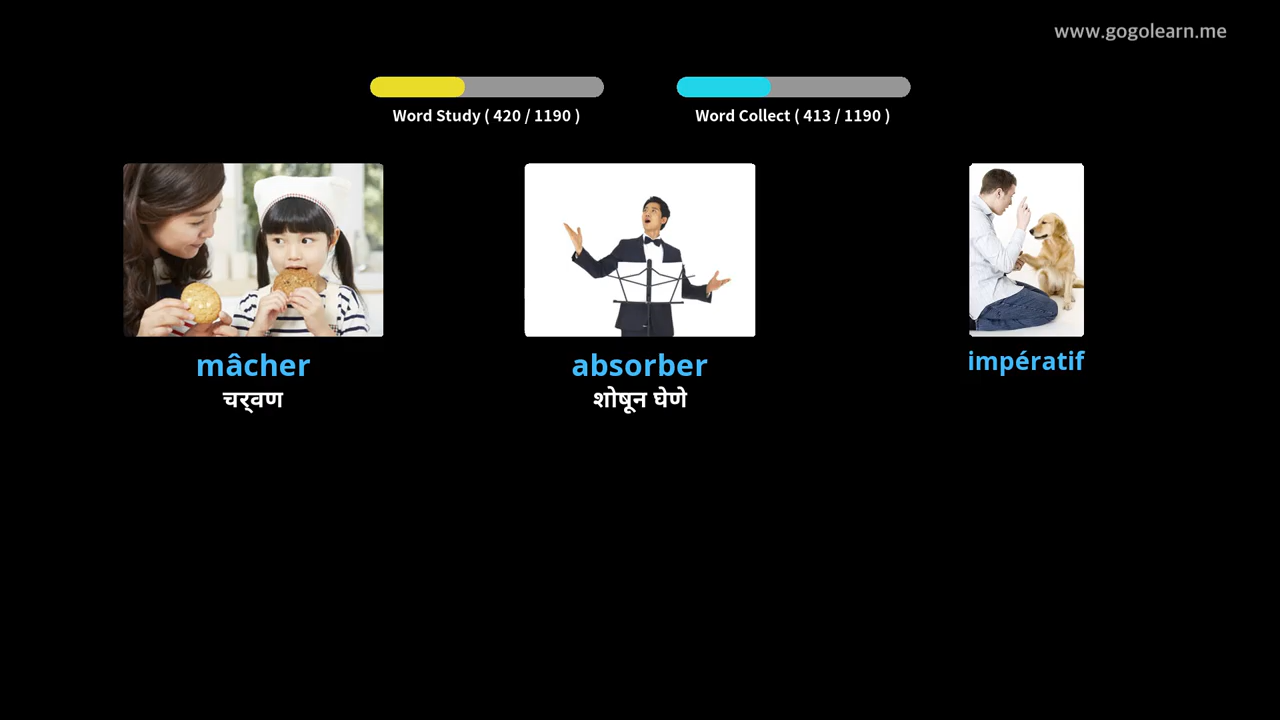 www.gogolearn.me
Word Study ( 420 / 1190 )
Word Collect ( 413 / 1190 )
mâcher
चर्‍वण
absorber
शोषून घेणे
impératif